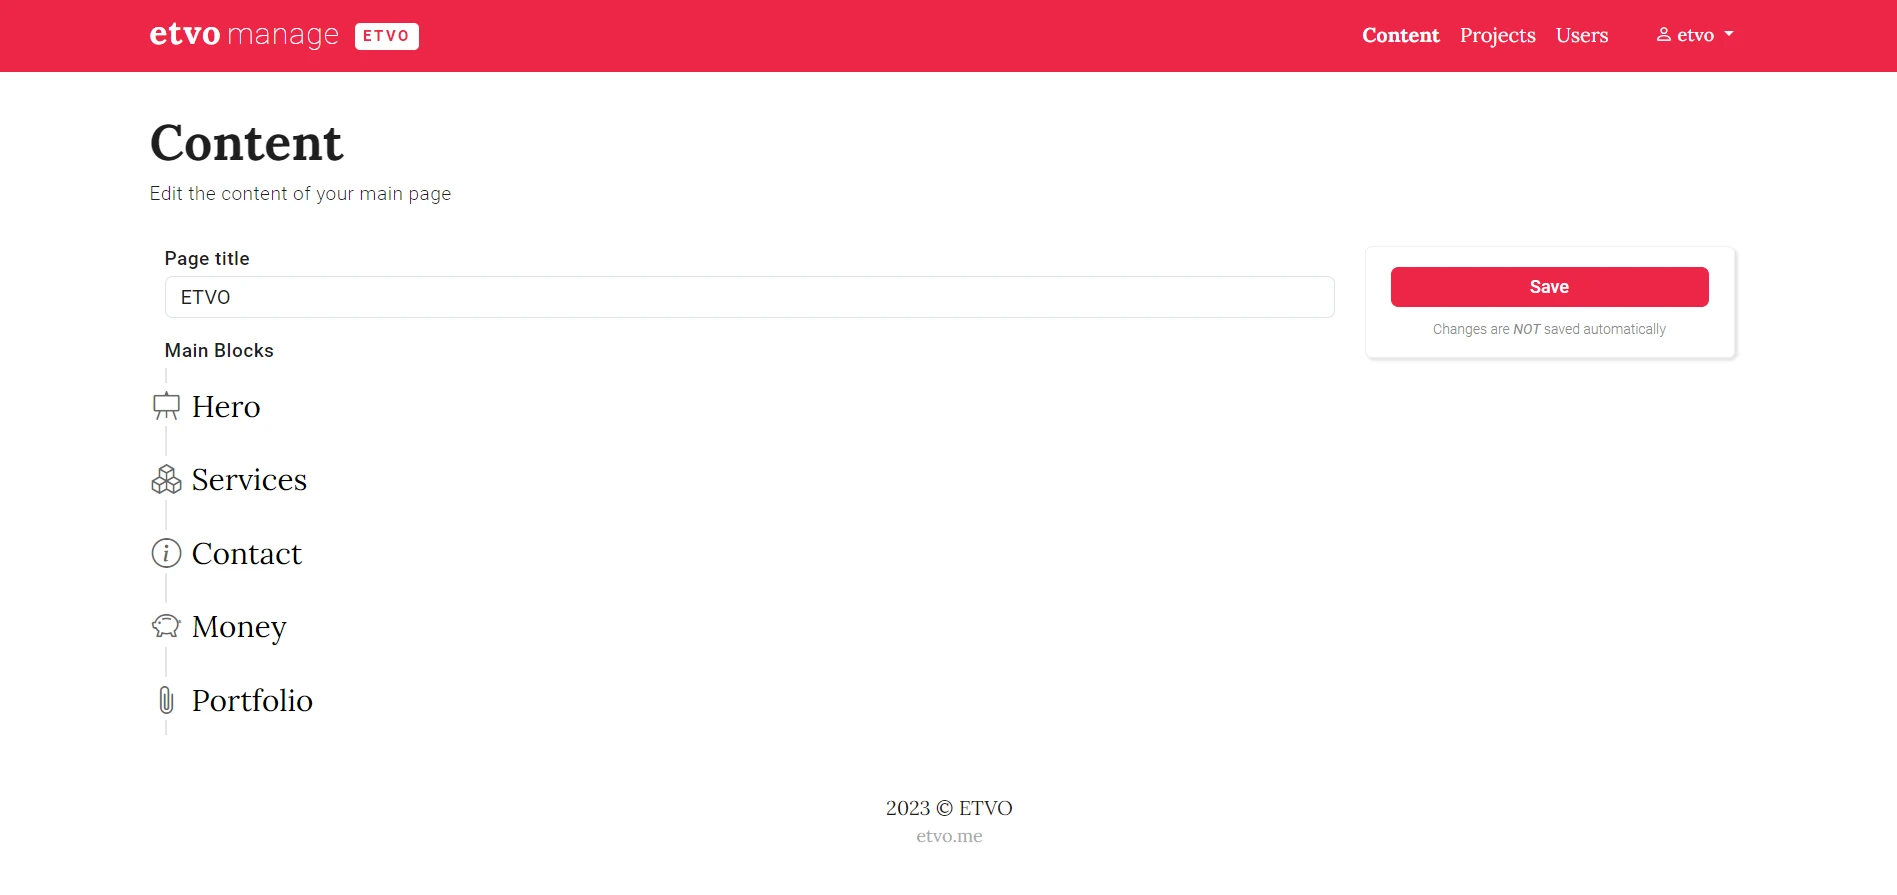 etvo manage ETVO Content Projects Users etvo
Content
Edit the content of your main page
Page title
ETVO
Save
Changes are NOT saved automatically
Main Blocks
Hero
Services
Contact
Money
Portfolio
2023 © ETVO
etvo.me